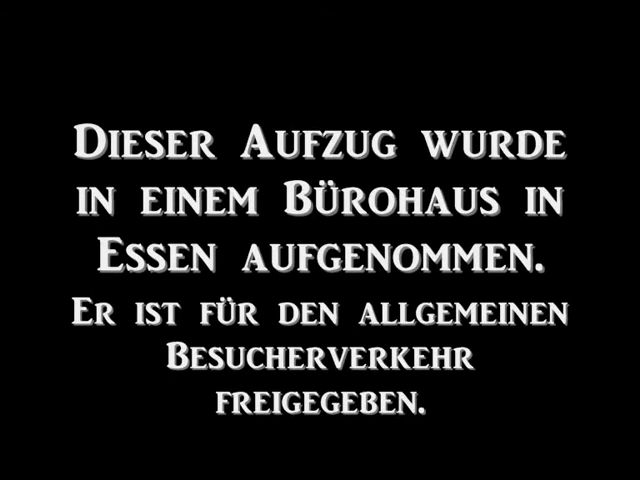 Dieser Aufzug wurde
in einem Bürohaus in
Essen aufgenommen.
Er ist für den allgemeinen
Besucherverkehr
freigegeben.